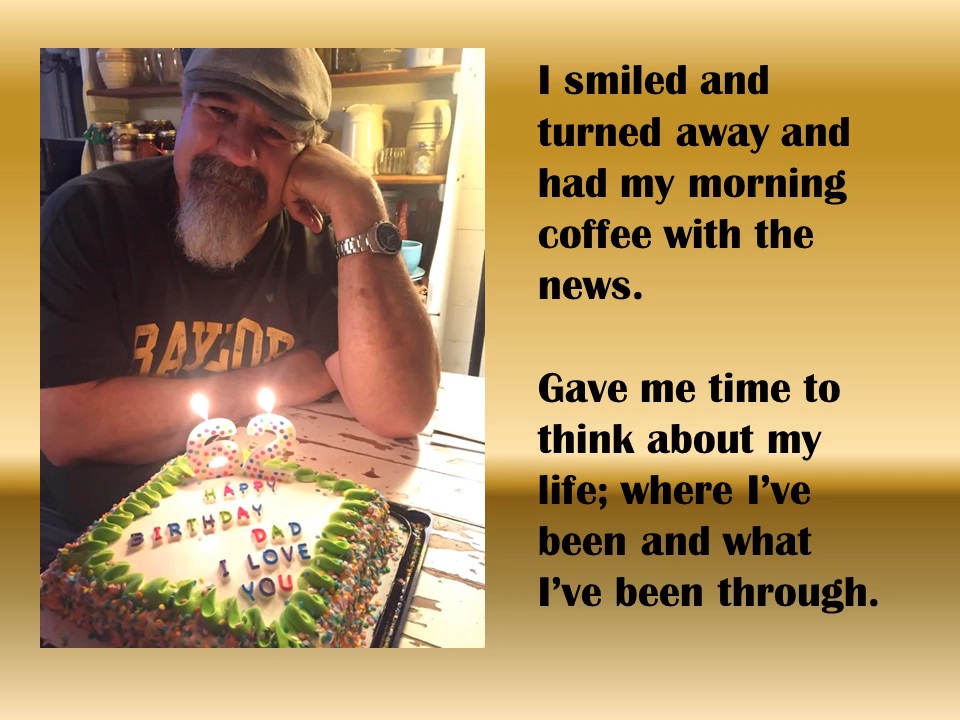 I smiled and
turned away and
had my morning
coffee with the
news.
Gave me time to
think about my
life; where I've
been and what
I've been through.
BAYLOR
62
HAPPY
BIRTHDAY
DAD
I LOVE
YOU